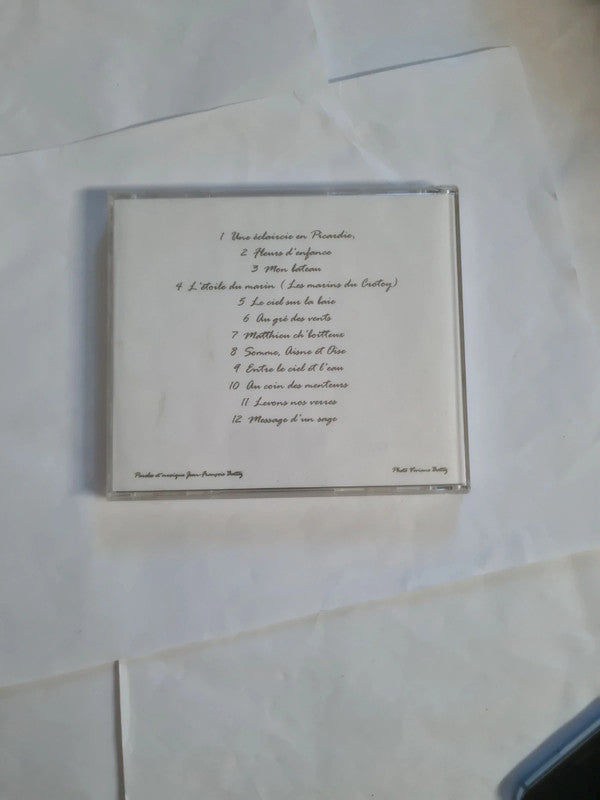 1 Une éclaircie en Picardie,
2 Fleurs d'enfance
3 Mon bateau
4 L'étoile du marin ( Les marins du Crotoy)
5 Le ciel sur la baie
6 Au gré des vents
7 Matthieu ch'boitteux
8 Somme, Aisne et Oise
9 Entre le ciel et l'eau
10 Au coin des menteurs
11 Levons nos verres
12 Message d'un sage
Paroles et musique Jean-François
Photo Viviane